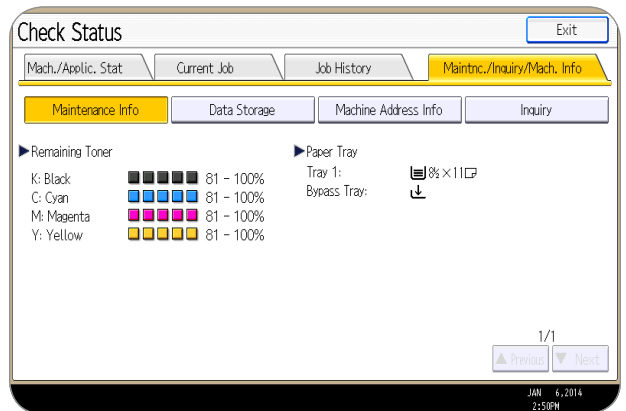 Check Status
Exit
Mach./Applic. Stat
Current Job
Job History
Maintnc./Inquiry/Mach. Info
Maintenance Info
Data Storage
Machine Address Info
Inquiry
▶Remaining Toner
K: Black 81 - 100%
C: Cyan 81 - 100%
M: Magenta 81 - 100%
Y: Yellow 81 - 100%
▶Paper Tray
Tray 1: 8½×11
Bypass Tray:
1/1
▲ Previous
▼ Next
JAN 6,2014
2:50PM